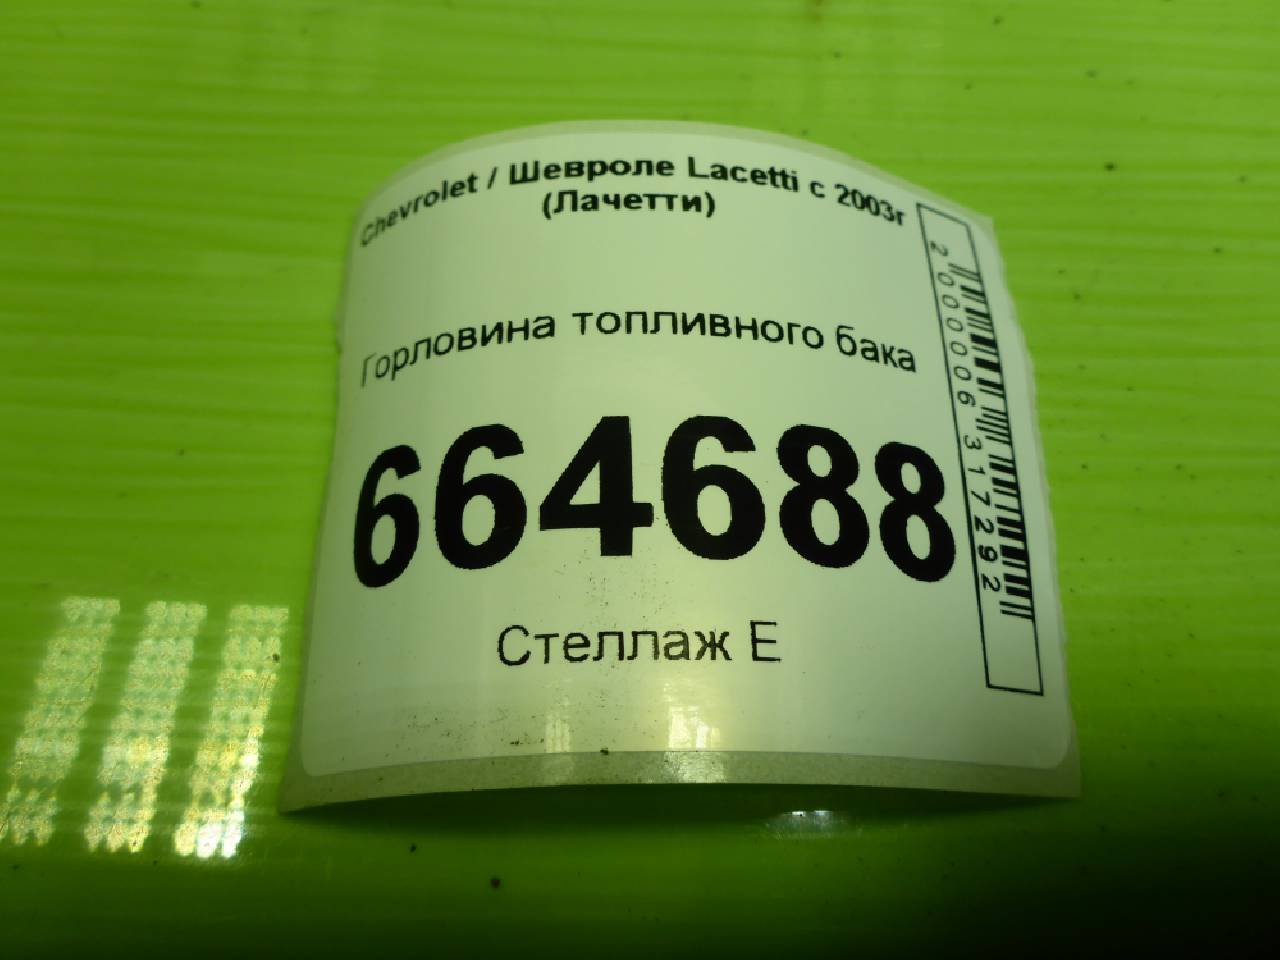 Chevrolet / Шевроле Lacetti с 2003г
(Лачетти)
Горловина топливного бака
664688
Стеллаж Е
2000006317292